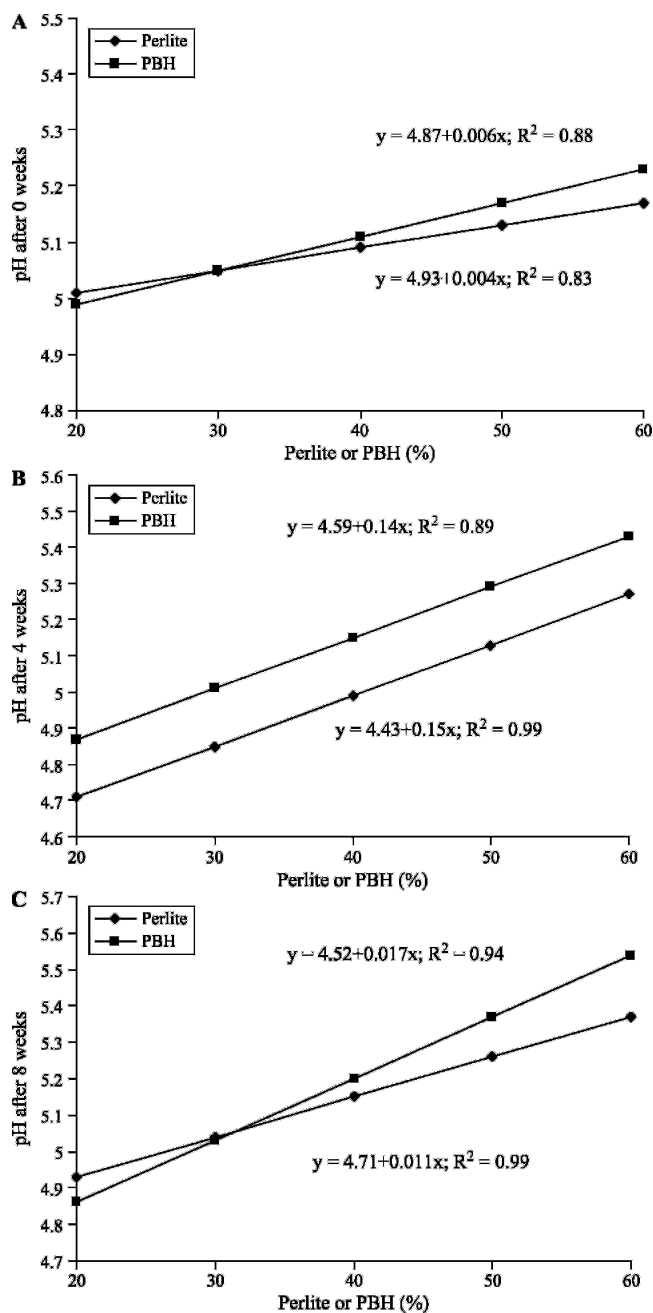 A
Perlite
PBH
pH after 0 weeks
5.5
5.4
5.3
5.2
5.1
5
4.9
4.8
y = 4.87+0.006x; R² = 0.88
4.93+0.004x; R² = 0.83
20 30 40 50 60
Perlite or PBH (%)
B
Perlite
PBH
pH after 4 weeks
5.6
5.5
5.4
5.3
5.2
5.1
5
4.9
4.8
4.7
4.6
y = 4.59+0.14x; R² = 0.89
y = 4.43+0.15x; R² = 0.99
20 30 40 50 60
Perlite or PBH (%)
C
Perlite
PBH
pH after 8 weeks
5.7
5.6
5.5
5.4
5.3
5.2
5.1
5
4.9
4.8
4.7
y = 4.52+0.017x; R² = 0.94
y = 4.71+0.011x; R² = 0.99
20 30 40 50 60
Perlite or PBH (%)